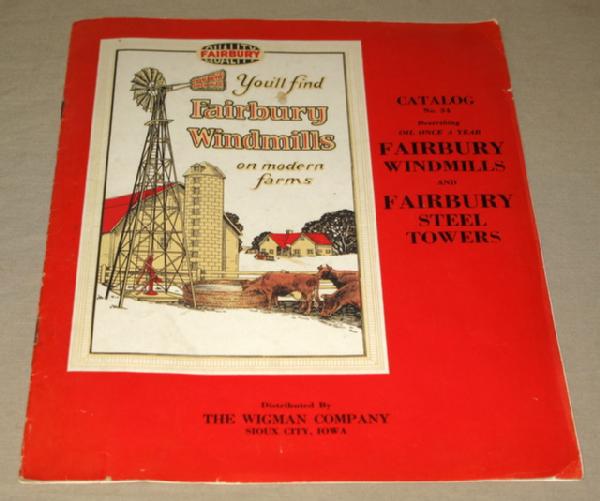 QUALITY
FAIRBURY
QUALITY
You'll find
Fairbury
Windmills
on modern
farms
CATALOG
No. 34
Describing
OIL ONCE A YEAR
FAIRBURY
WINDMILLS
AND
FAIRBURY
STEEL
TOWERS
Distributed By
THE WIGMAN COMPANY
SIOUX CITY, IOWA